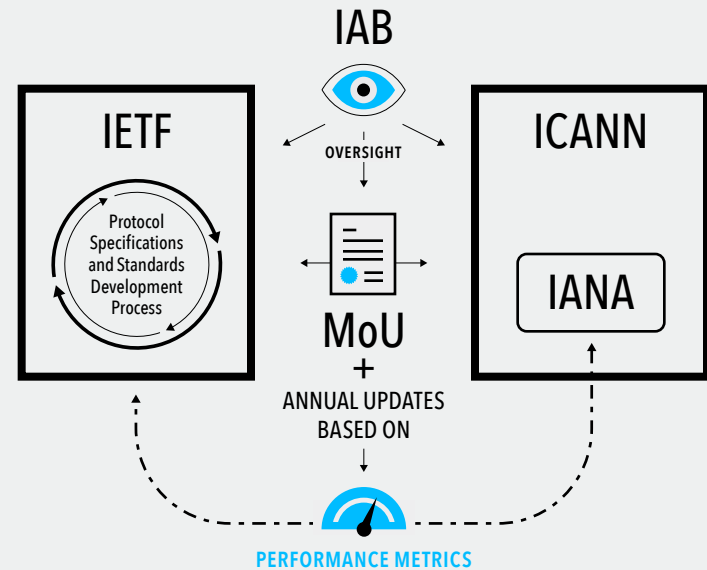 IAB
OVERSIGHT
IETF
Protocol
Specifications
and Standards
Development
Process
ICANN
IANA
MoU
+
ANNUAL UPDATES
BASED ON
PERFORMANCE METRICS